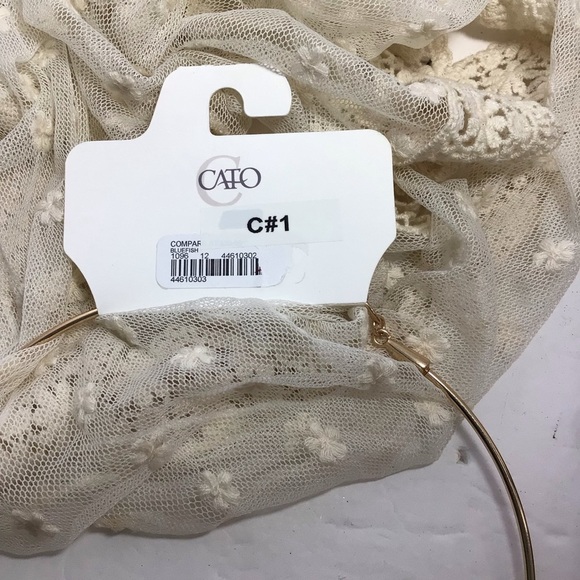 C
CATO
C#1
COMPAR
BLUEFISH
1096 12 44610302
44610303